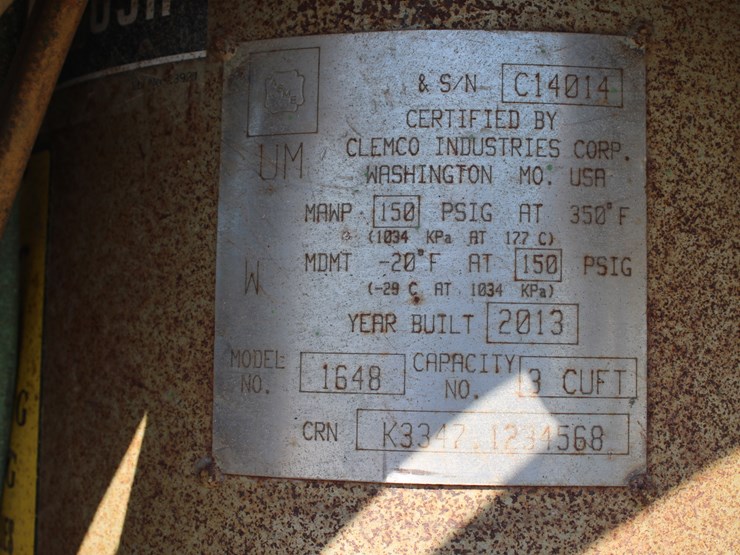 & S/N C14014
CERTIFIED BY
CLEMCO INDUSTRIES CORP.
WASHINGTON MO. USA
UM
MAWP 150 PSIG AT 350°F
(1034 KPa AT 177 C)
W
MDMT -20°F AT 150 PSIG
(-29 C AT 1034 KPa)
YEAR BUILT 2013
MODEL NO. 1648 CAPACITY NO. 3 CUFT
CRN K3347.1234568